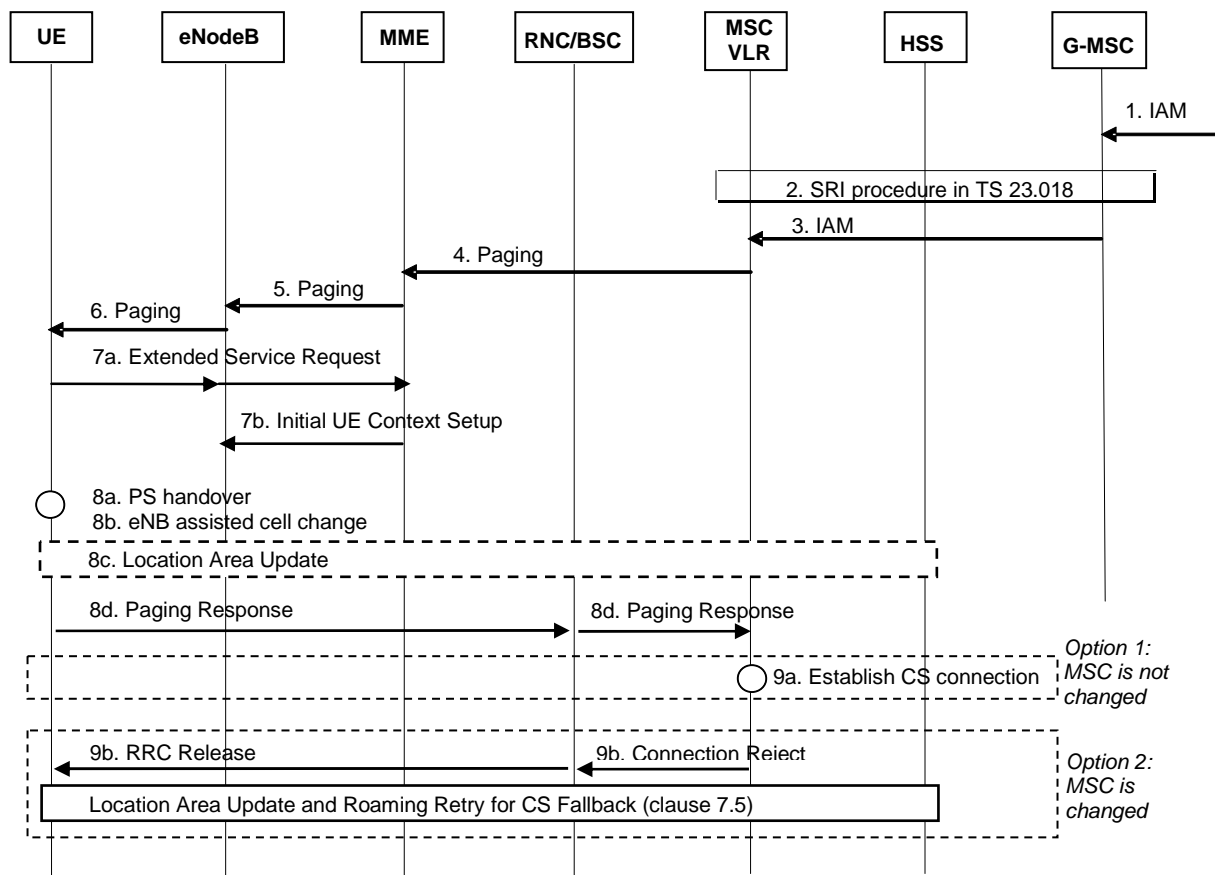 UE
eNodeB
MME
RNC/BSC
MSC
VLR
HSS
G-MSC
1. IAM
2. SRI procedure in TS 23.018
3. IAM
4. Paging
5. Paging
6. Paging
7a. Extended Service Request
7b. Initial UE Context Setup
8a. PS handover
8b. eNB assisted cell change
8c. Location Area Update
8d. Paging Response
8d. Paging Response
Option 1:
MSC is not
changed
9a. Establish CS connection
9b. RRC Release
9b. Connection Reject
Option 2:
MSC is
changed
Location Area Update and Roaming Retry for CS Fallback (clause 7.5)